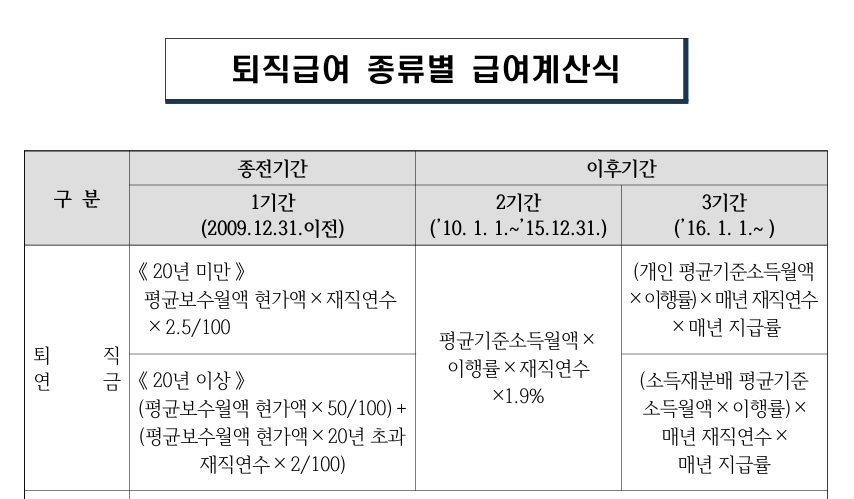 퇴직급여 종류별 급여계산식
구 분
종전기간
이후기간
1기간
(2009.12.31.이전)
2기간
(’10. 1. 1.~’15.12.31.)
3기간
(’16. 1. 1.~ )
퇴 직
연 금
《 20년 미만 》
평균보수월액 현가액×재직연수
×2.5/100
《 20년 이상 》
(평균보수월액 현가액×50/100)+
(평균보수월액 현가액×20년 초과
재직연수×2/100)
평균기준소득월액×
이행률×재직연수
×1.9%
(개인 평균기준소득월액
×이행률)×매년 재직연수
×매년 지급률
(소득재분배 평균기준
소득월액×이행률)×
매년 재직연수×
매년 지급률